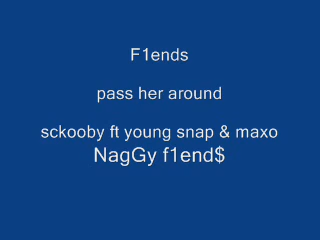 F1ends
pass her around
sckooby ft young snap & maxo
NagGy f1end$